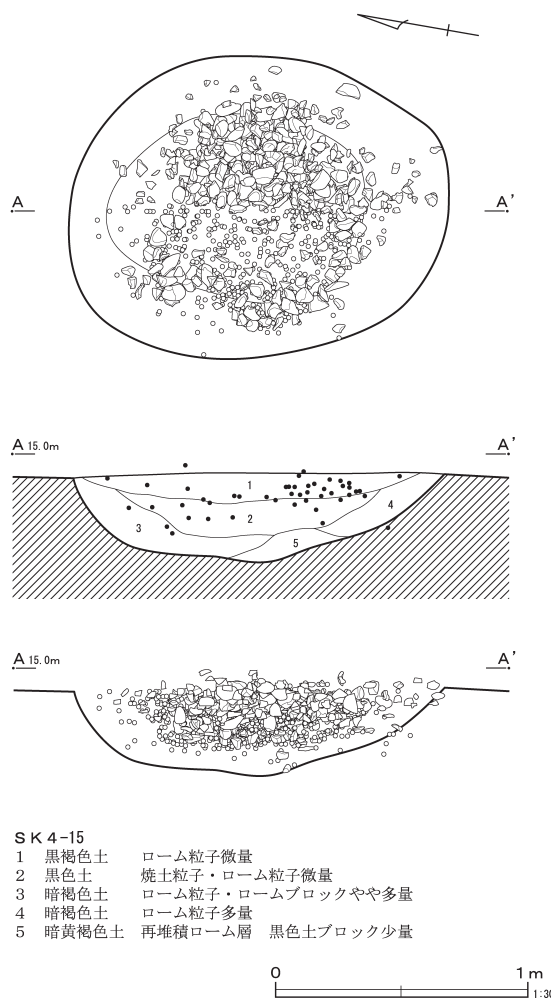 A A'
A 15.0m A'
1
2
3
4
5
A 15.0m A'
SK4-15
1 黒褐色土 ローム粒子微量
2 黒色土 焼土粒子・ローム粒子微量
3 暗褐色土 ローム粒子・ロームブロックやや多量
4 暗褐色土 ローム粒子多量
5 暗黄褐色土 再堆積ローム層 黒色土ブロック少量
0 1m
1:30